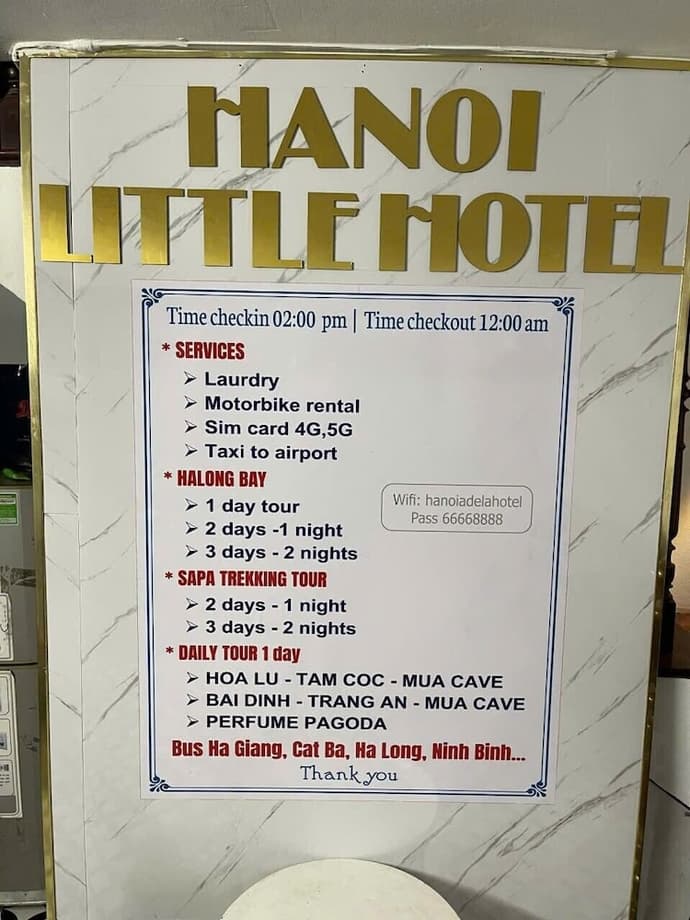 HANOI
LITTLE HOTEL
Time checkin 02:00 pm | Time checkout 12:00 am
* SERVICES
➢ Laurdry
➢ Motorbike rental
➢ Sim card 4G,5G
➢ Taxi to airport
* HALONG BAY
➢ 1 day tour
➢ 2 days -1 night
➢ 3 days - 2 nights
Wifi: hanoiadelahotel
Pass 66668888
* SAPA TREKKING TOUR
➢ 2 days - 1 night
➢ 3 days - 2 nights
* DAILY TOUR 1 day
➢ HOA LU - TAM COC - MUA CAVE
➢ BAI DINH - TRANG AN - MUA CAVE
➢ PERFUME PAGODA
Bus Ha Giang, Cat Ba, Ha Long, Ninh Binh...
Thank you